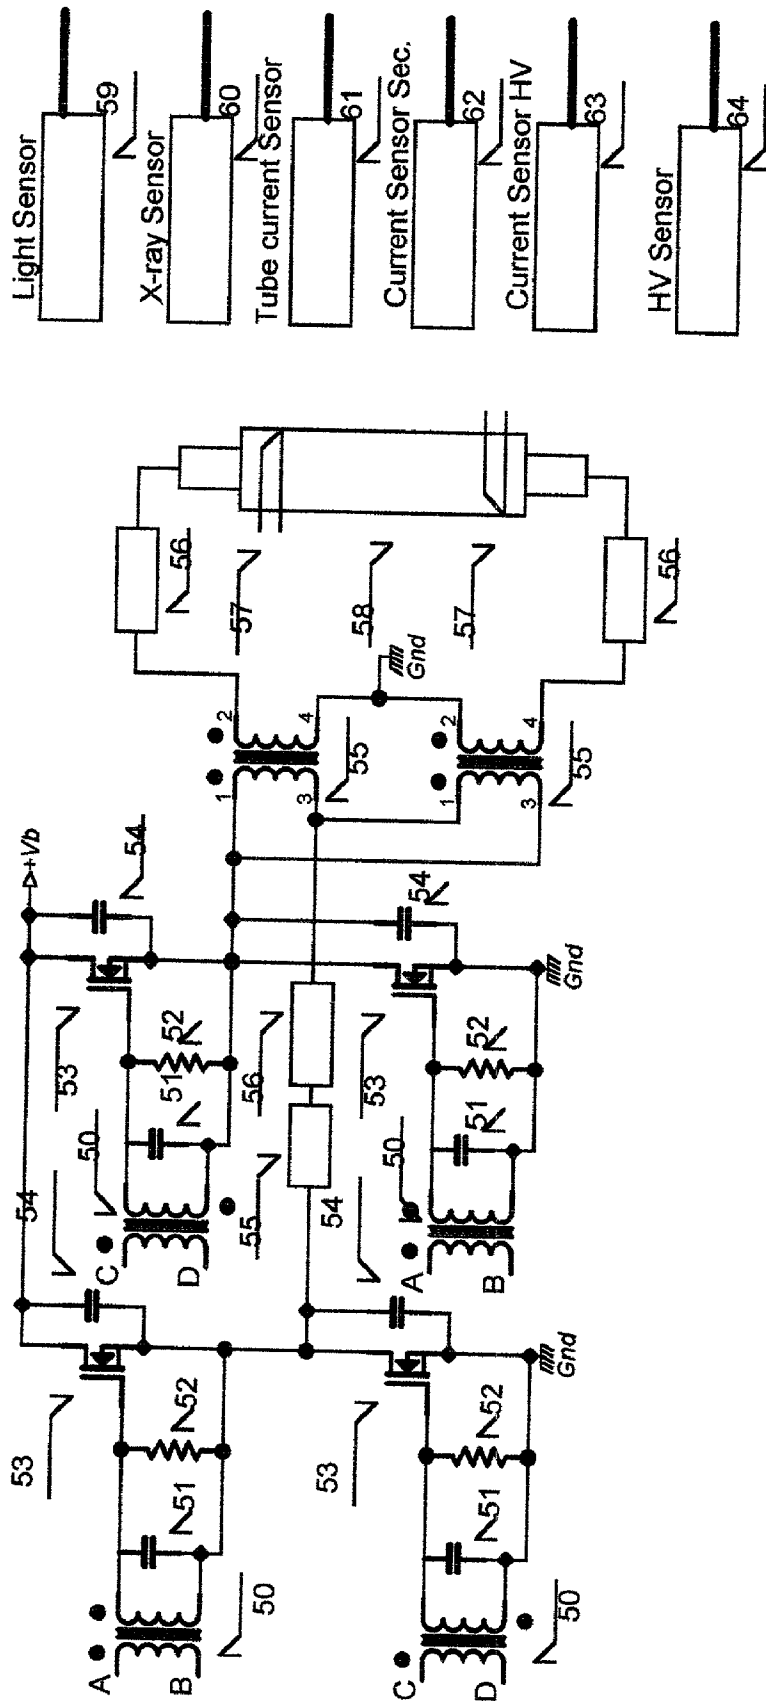 Light Sensor
59
X-ray Sensor
60
Tube current Sensor
61
Current Sensor Sec.
62
Current Sensor HV
63
HV Sensor
64
56
57
58
57
56
Gnd
2
4
2
4
1
3
1
3
55
55
+Vb
54
54
53
52
51
50
54
C
D
56
55
54
53
52
51
50
A
B
Gnd
53
52
51
50
A
B
53
52
51
50
C
D
Gnd